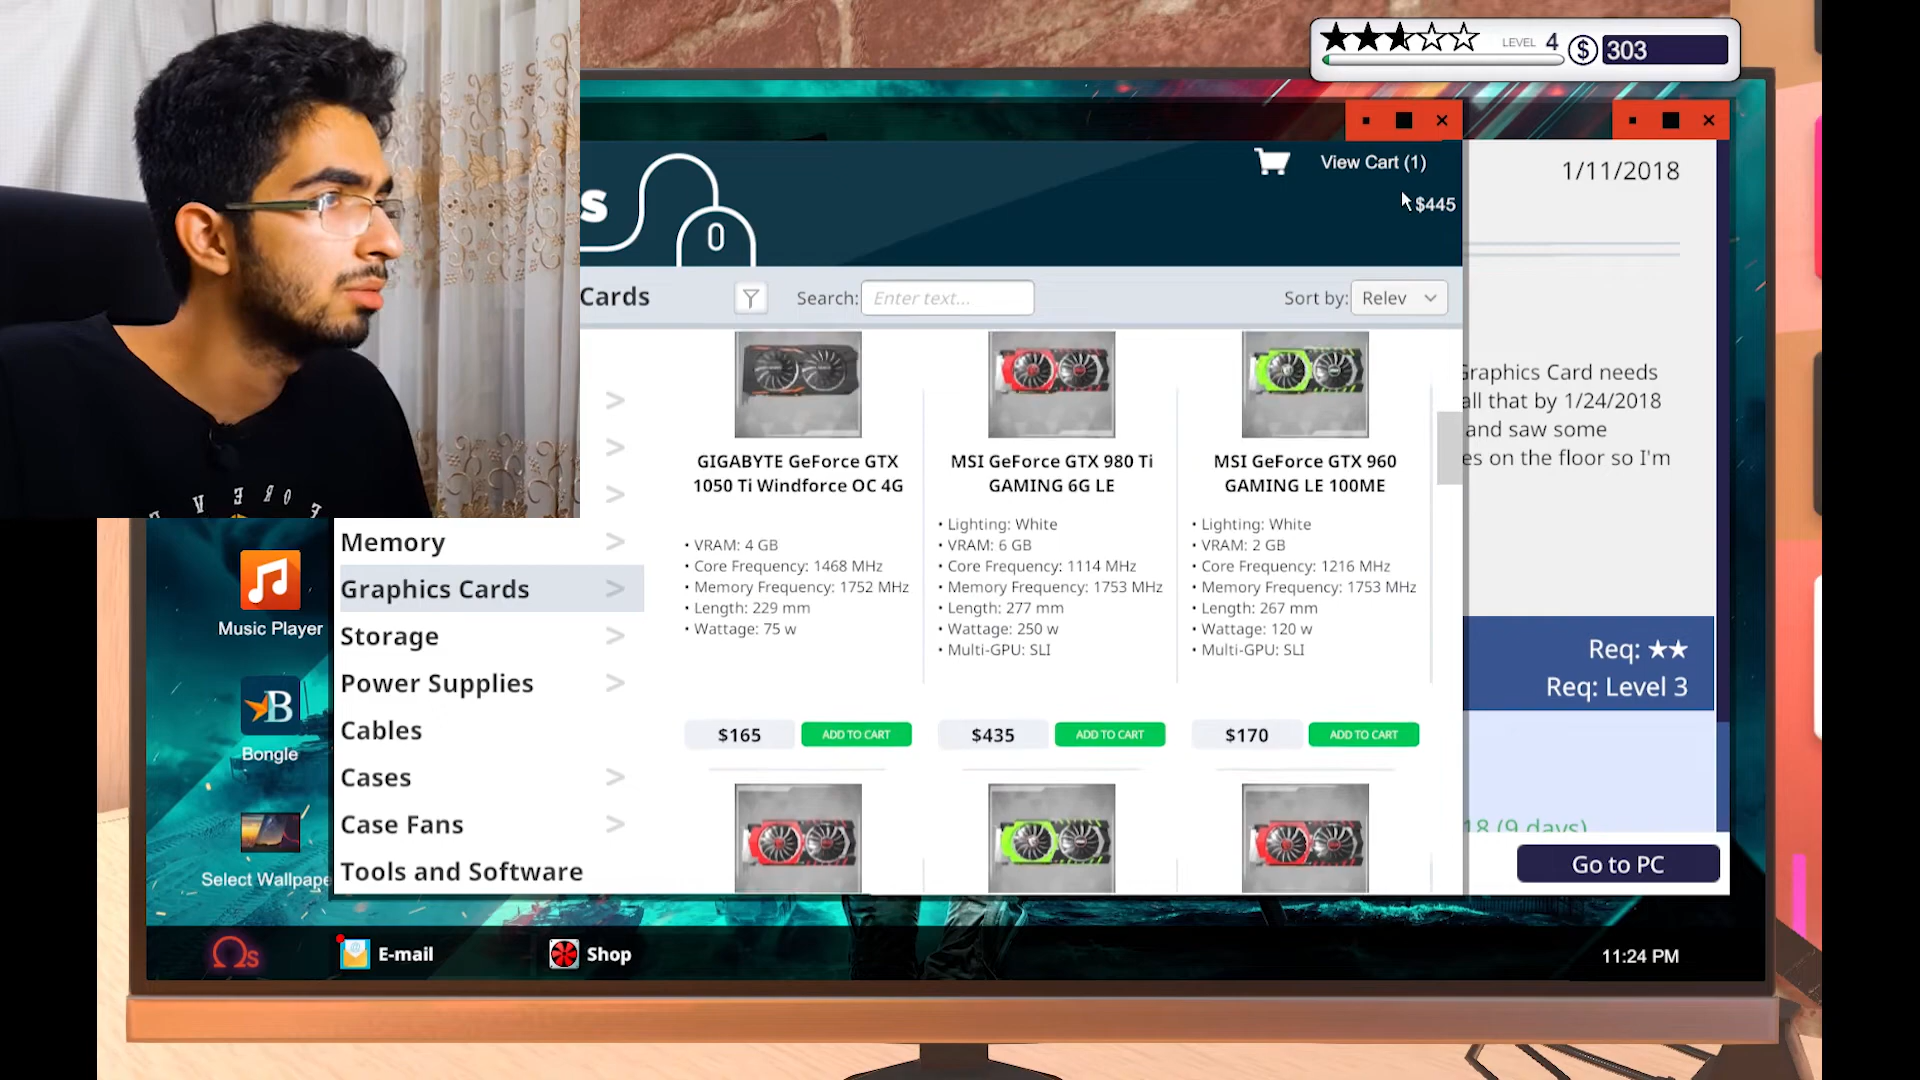 LEVEL 4 $ 303
View Cart (1)
$445
1/11/2018
s
Cards
Search: Enter text...
Sort by: Relev
Graphics Card needs
all that by 1/24/2018
and saw some
es on the floor so I'm
GIGABYTE GeForce GTX
1050 Ti Windforce OC 4G
• VRAM: 4 GB
• Core Frequency: 1468 MHz
• Memory Frequency: 1752 MHz
• Length: 229 mm
• Wattage: 75 w
$165 ADD TO CART
MSI GeForce GTX 980 Ti
GAMING 6G LE
• Lighting: White
• VRAM: 6 GB
• Core Frequency: 1114 MHz
• Memory Frequency: 1753 MHz
• Length: 277 mm
• Wattage: 250 w
• Multi-GPU: SLI
$435 ADD TO CART
MSI GeForce GTX 960
GAMING LE 100ME
• Lighting: White
• VRAM: 2 GB
• Core Frequency: 1216 MHz
• Memory Frequency: 1753 MHz
• Length: 267 mm
• Wattage: 120 w
• Multi-GPU: SLI
$170 ADD TO CART
Memory
Graphics Cards
Storage
Power Supplies
Cables
Cases
Case Fans
Tools and Software
Music Player
B
Bongle
Select Wallpape
Req: ★★
Req: Level 3
18 (9 days)
Go to PC
Ωs
E-mail
Shop
11:24 PM